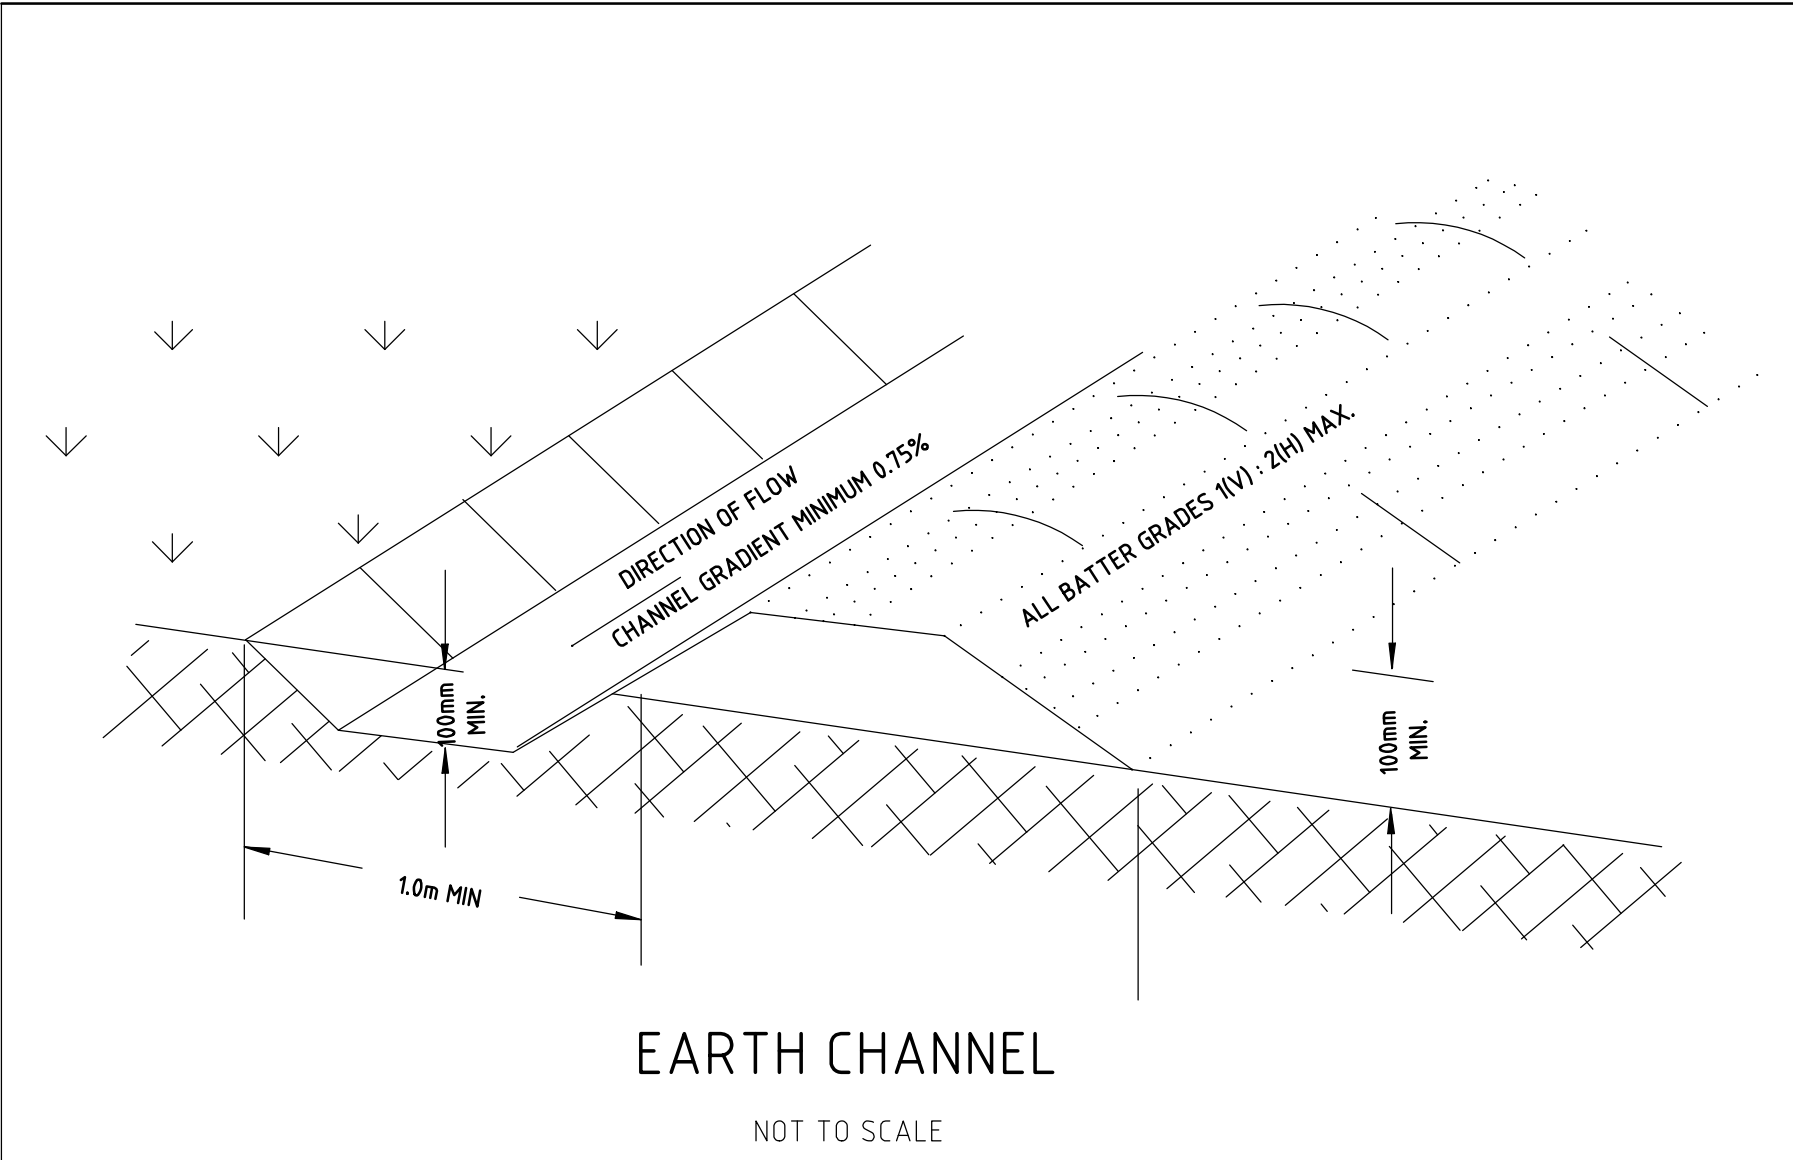 DIRECTION OF FLOW
CHANNEL GRADIENT MINIMUM 0.75%
ALL BATTER GRADES 1(V) : 2(H) MAX.
100mm
MIN.
100mm
MIN.
1.0m MIN
EARTH CHANNEL
NOT TO SCALE